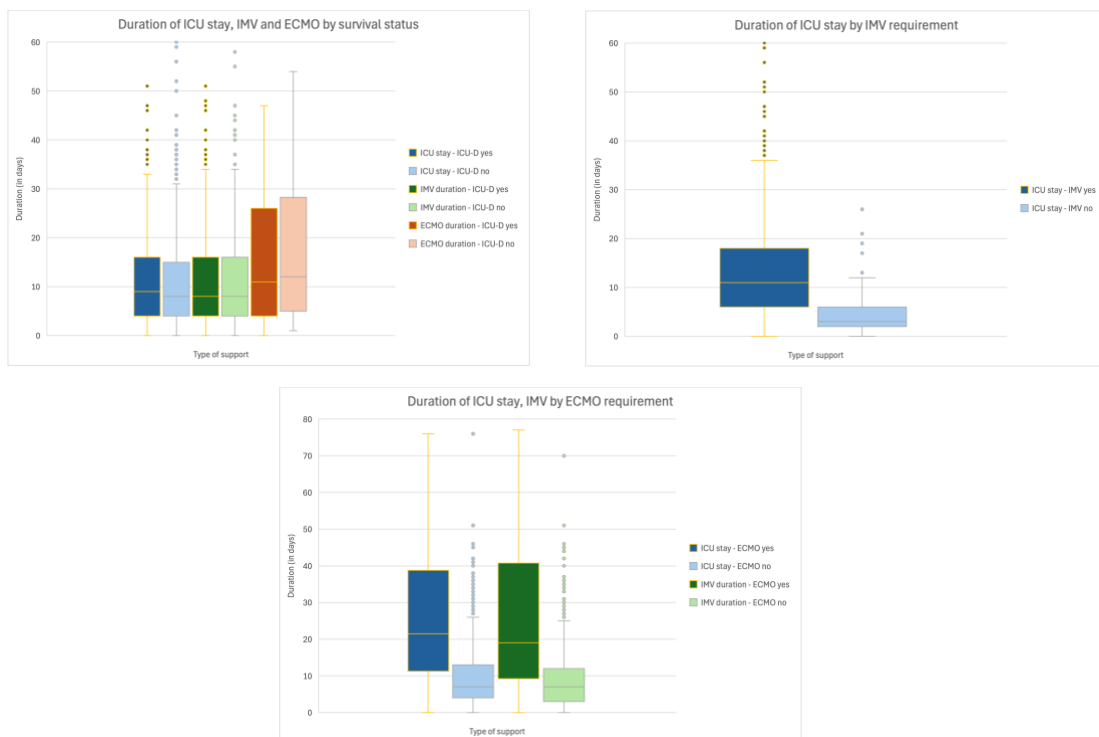 Duration of ICU stay, IMV and ECMO by survival status
60
50
40
30
20
10
0
Duration (in days)
Type of support
ICU stay - ICU-D yes
ICU stay - ICU-D no
IMV duration - ICU-D yes
IMV duration - ICU-D no
ECMO duration - ICU-D yes
ECMO duration - ICU-D no
Duration of ICU stay by IMV requirement
60
50
40
30
20
10
0
Duration (in days)
Type of support
ICU stay - IMV yes
ICU stay - IMV no
Duration of ICU stay, IMV by ECMO requirement
80
70
60
50
40
30
20
10
0
Duration (in days)
Type of support
ICU stay - ECMO yes
ICU stay - ECMO no
IMV duration - ECMO yes
IMV duration - ECMO no